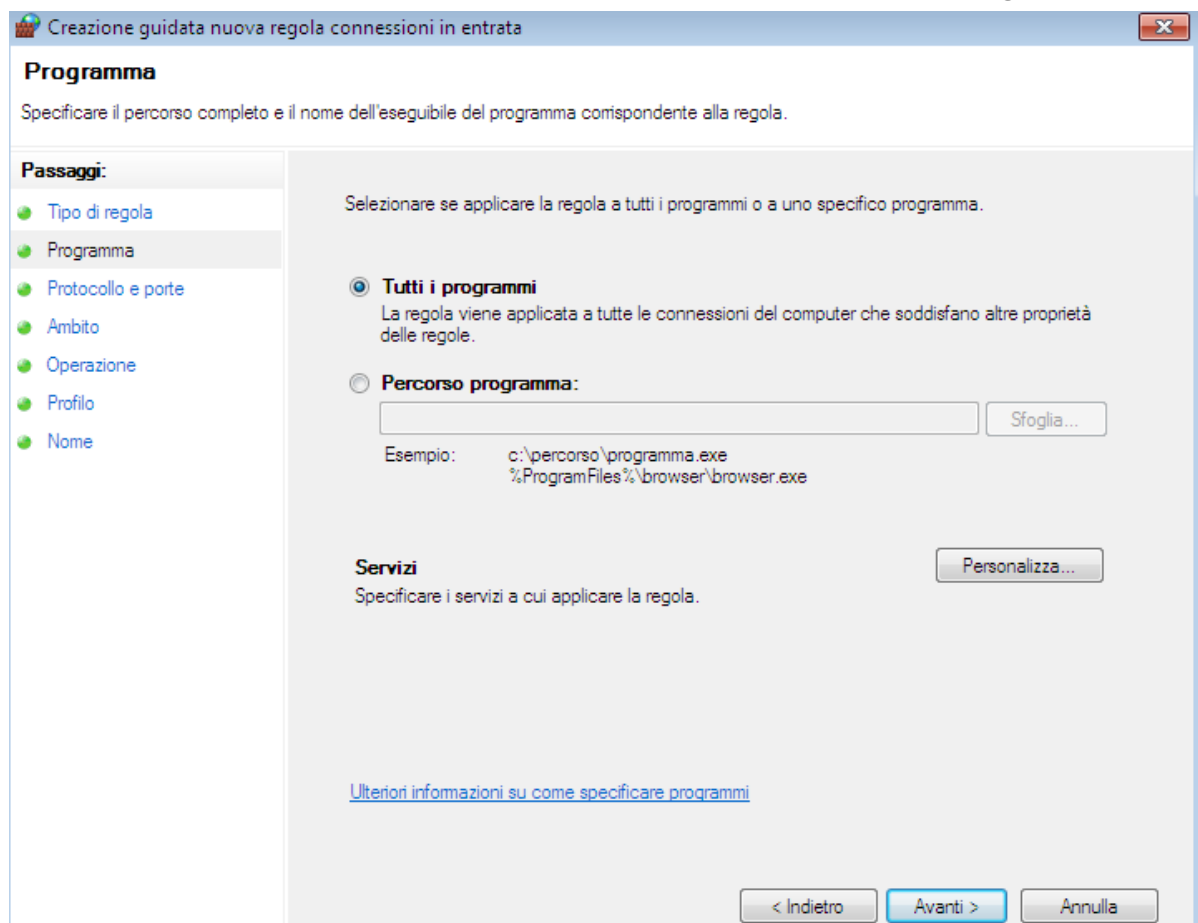 Creazione guidata nuova regola connessioni in entrata
Programma
Specificare il percorso completo e il nome dell'eseguibile del programma corrispondente alla regola.
Passaggi:
Tipo di regola
Programma
Protocollo e porte
Ambito
Operazione
Profilo
Nome
Selezionare se applicare la regola a tutti i programmi o a uno specifico programma.
Tutti i programmi
La regola viene applicata a tutte le connessioni del computer che soddisfano altre proprietà
delle regole.
Percorso programma:
Sfoglia...
Esempio: c:\percorso\programma.exe
%ProgramFiles%\browser\browser.exe
Servizi
Personalizza...
Specificare i servizi a cui applicare la regola.
Ulteriori informazioni su come specificare programmi
< Indietro
Avanti >
Annulla